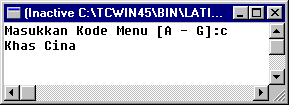 (Inactive C:\TCWIN45\BIN\LATI...
Masukkan Kode Menu [A - G]:c
Khas Cina